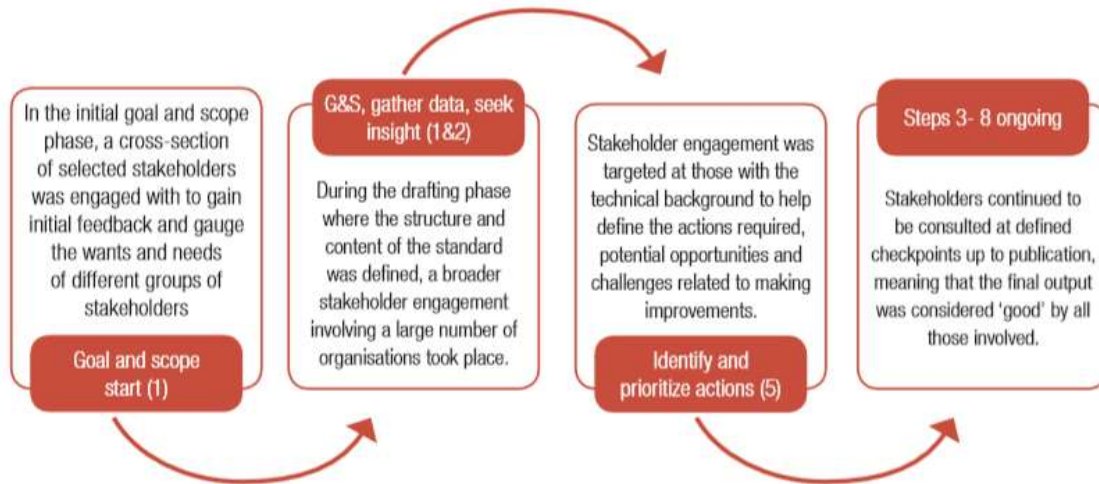 In the initial goal and scope
phase, a cross-section
of selected stakeholders
was engaged with to gain
initial feedback and gauge
the wants and needs
of different groups of
stakeholders
Goal and scope
start (1)
G&S, gather data, seek
insight (1&2)
During the drafting phase
where the structure and
content of the standard
was defined, a broader
stakeholder engagement
involving a large number of
organisations took place.
Stakeholder engagement was
targeted at those with the
technical background to help
define the actions required,
potential opportunities and
challenges related to making
improvements.
Identify and
prioritize actions (5)
Steps 3- 8 ongoing
Stakeholders continued to
be consulted at defined
checkpoints up to publication,
meaning that the final output
was considered ‘good’ by all
those involved.